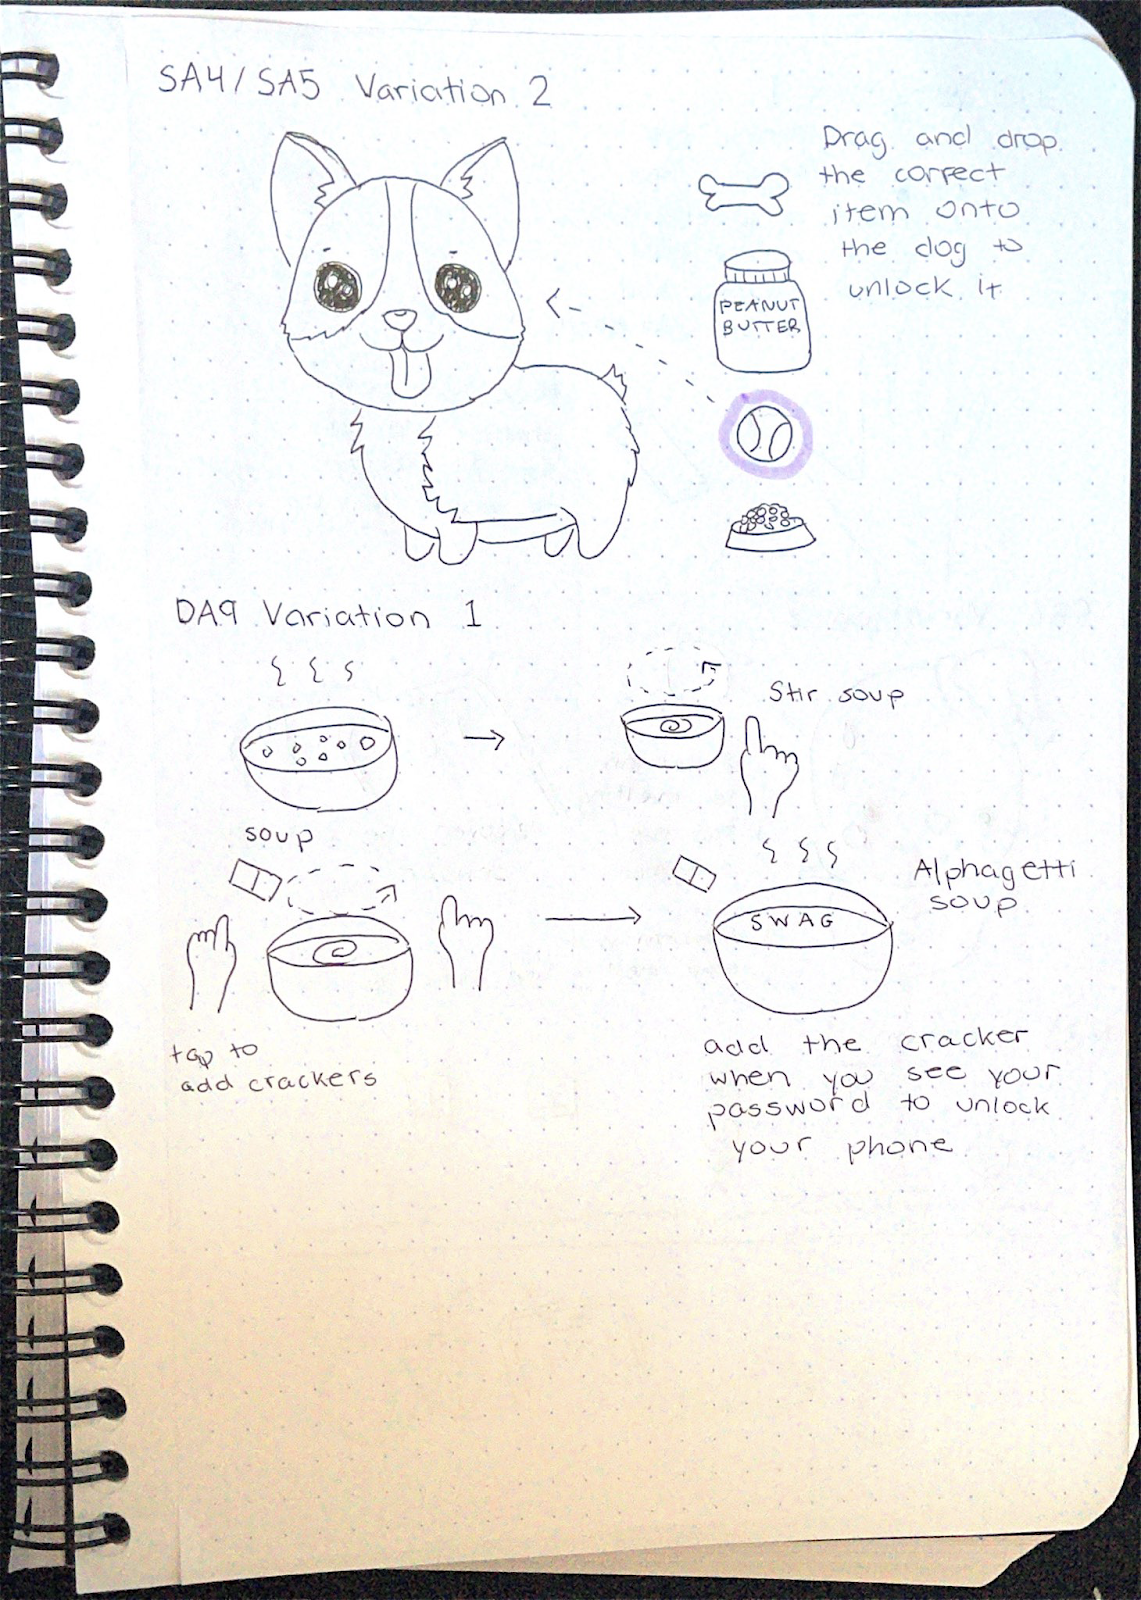 SA4/SA5 Variation 2
Drag and drop
the correct
item onto
the dog to
unlock it
PEANUT
BUTTER
DA9 Variation 1
Stir soup
soup
Alphagetti
soup
SWAG
tap to
add crackers
add the cracker
when you see your
password to unlock
your phone